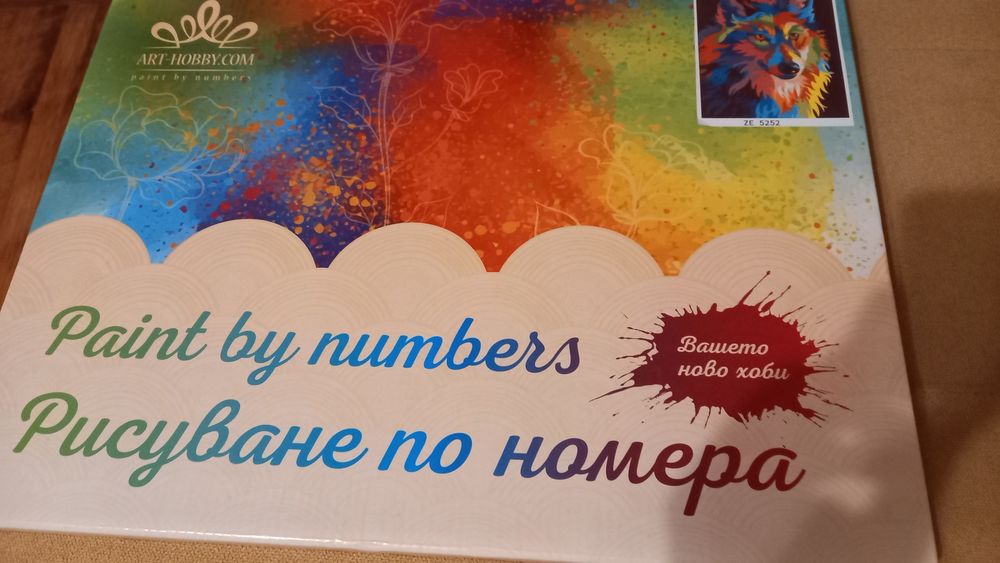 ART-HOBBY.COM
paint by numbers
ZE 5252
Paint by numbers
Вашето
ново хоби
Рисуване по номера